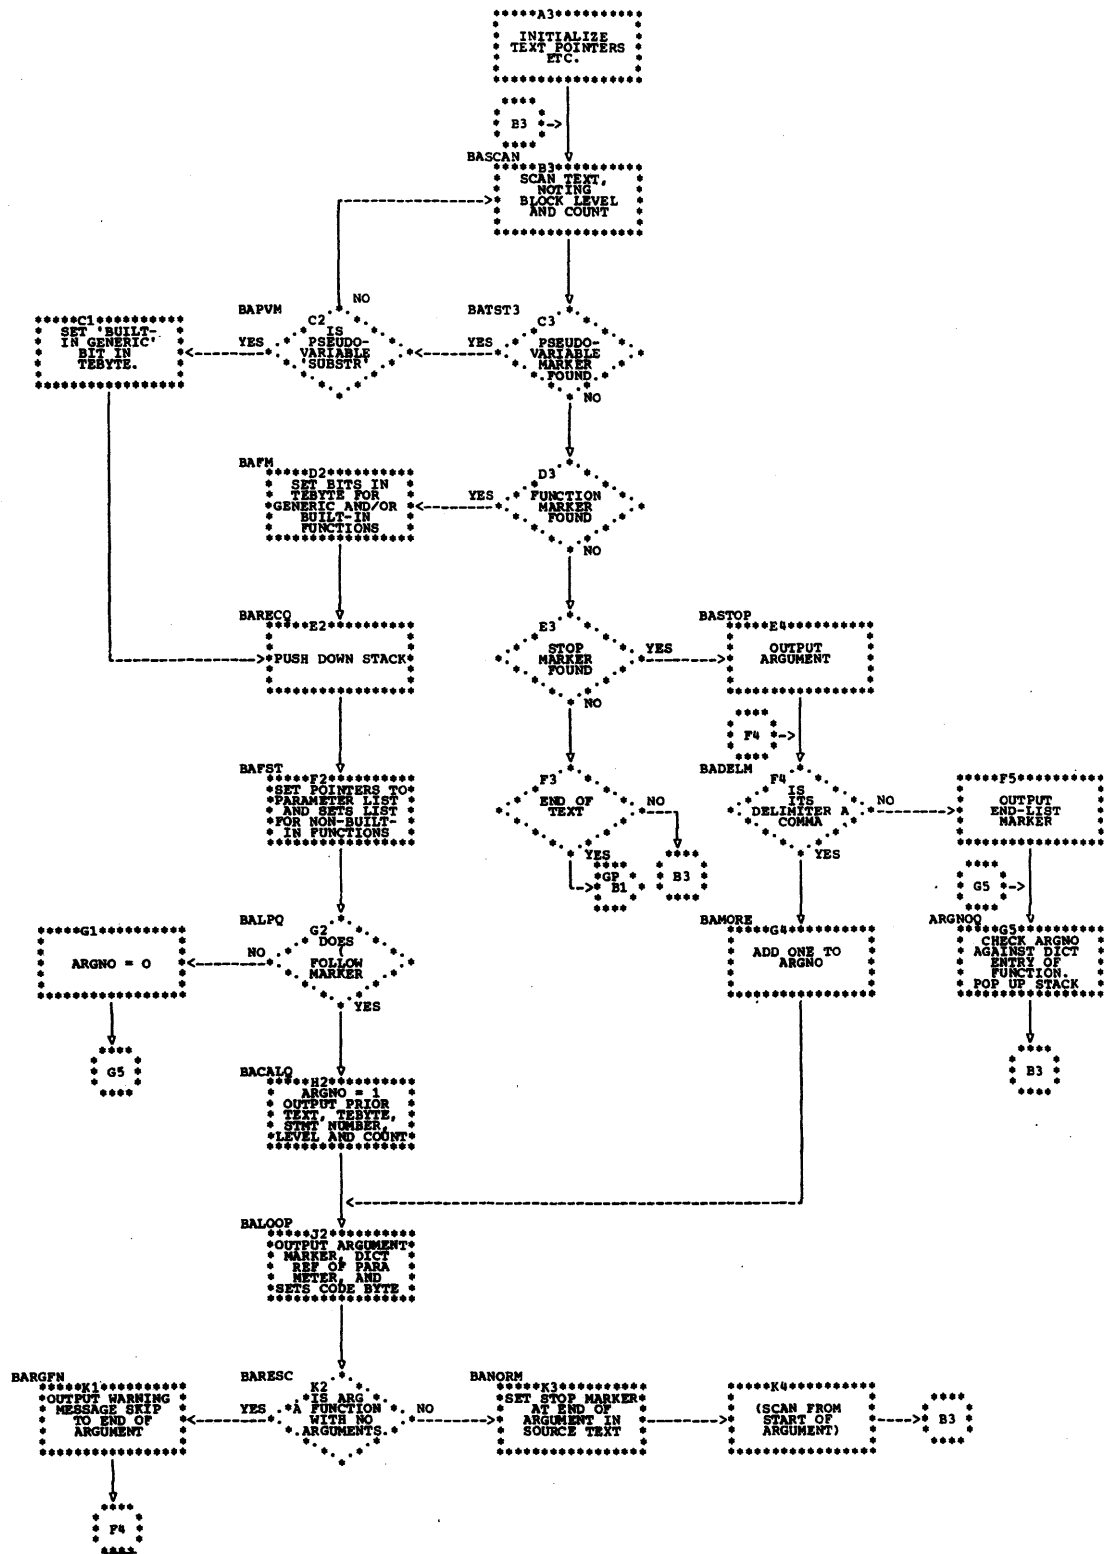 A3
INITIALIZE
TEXT POINTERS
ETC.
B3
BASCAN
B3
SCAN TEXT,
NOTING
BLOCK LEVEL
AND COUNT
NO
BAPVM
C2
IS
PSEUDO-
VARIABLE
'SUBSTR'
YES
BATST3
C3
PSEUDO-
VARIABLE
MARKER
FOUND.
YES
NO
C1
SET 'BUILT-
IN GENERIC'
BIT IN
TEBYTE.
BAFM
D2
SET BITS IN
TEBYTE FOR
GENERIC AND/OR
BUILT-IN
FUNCTIONS
YES
D3
FUNCTION
MARKER
FOUND
NO
BARECQ
E2
PUSH DOWN STACK
E3
STOP
MARKER
FOUND
YES
NO
BASTOP
E4
OUTPUT
ARGUMENT
F4
BAFST
F2
SET POINTERS TO
PARAMETER LIST
AND SETS LIST
FOR NON-BUILT-
IN FUNCTIONS
F3
END OF
TEXT
NO
YES
GP
B1
B3
BADELM
F4
IS
ITS
DELIMITER A
COMMA
NO
YES
F5
OUTPUT
END-LIST
MARKER
G5
G1
ARGNO = 0
NO
BALPQ
G2
DOES
(
FOLLOW
MARKER
YES
BAMORE
G4
ADD ONE TO
ARGNO
ARGNOQ
G5
CHECK ARGNO
AGAINST DICT
ENTRY OF
FUNCTION.
POP UP STACK
G5
B3
BACALQ
H2
ARGNO = 1
OUTPUT PRIOR
TEXT, TEBYTE,
STMT NUMBER,
LEVEL AND COUNT
BALOOP
J2
OUTPUT ARGUMENT
MARKER, DICT
REF OF PARA
METER, AND
SETS CODE BYTE
BARGFN
K1
OUTPUT WARNING
MESSAGE SKIP
TO END OF
ARGUMENT
YES
BARESC
K2
IS ARG
A FUNCTION
WITH NO
ARGUMENTS.
NO
BANORM
K3
SET STOP MARKER
AT END OF
ARGUMENT IN
SOURCE TEXT
K4
(SCAN FROM
START OF
ARGUMENT)
B3
F4